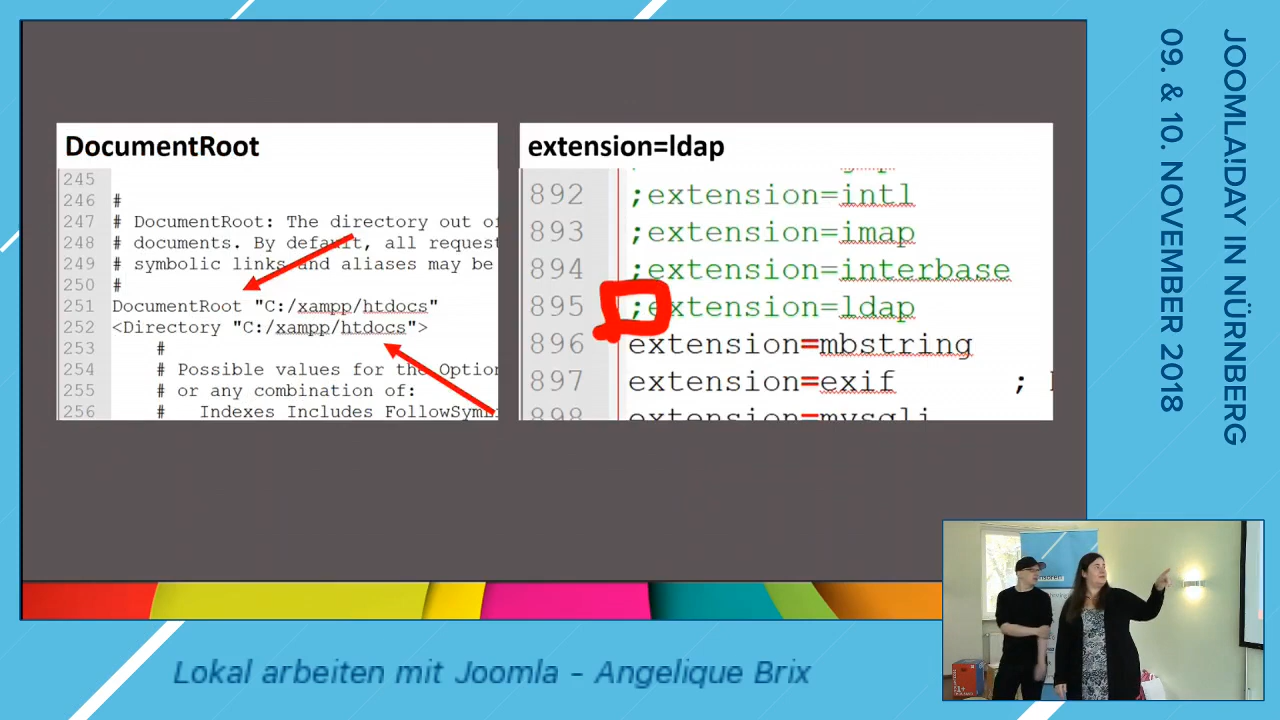 DocumentRoot
245
246 #
247 # DocumentRoot: The directory out of
248 # documents. By default, all request
249 # symbolic links and aliases may be
250 #
251 DocumentRoot "C:/xampp/htdocs"
252 <Directory "C:/xampp/htdocs">
253 #
254 # Possible values for the Option
255 # or any combination of:
256 # Indexes Includes FollowSym
extension=ldap
892 ;extension=intl
893 ;extension=imap
894 ;extension=interbase
895 ;extension=ldap
896 extension=mbstring
897 extension=exif ;
898 extension=mysqli
JOOMLA!DAY IN NÜRNBERG
09. & 10. NOVEMBER 2018
Lokal arbeiten mit Joomla - Angelique Brix